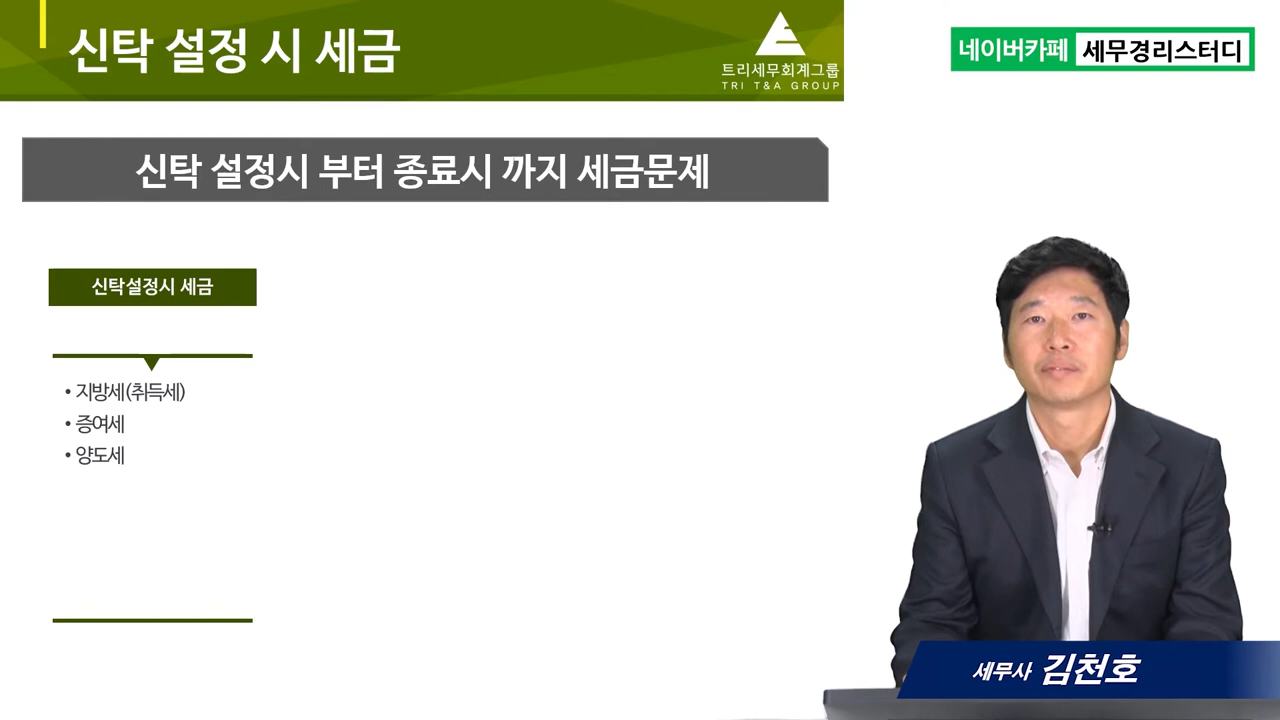 신탁 설정 시 세금
트리세무회계그룹
TRI T&A GROUP
네이버카페 세무경리스터디
신탁 설정시 부터 종료시 까지 세금문제
신탁설정시 세금
• 지방세(취득세)
• 증여세
• 양도세
세무사 김천호